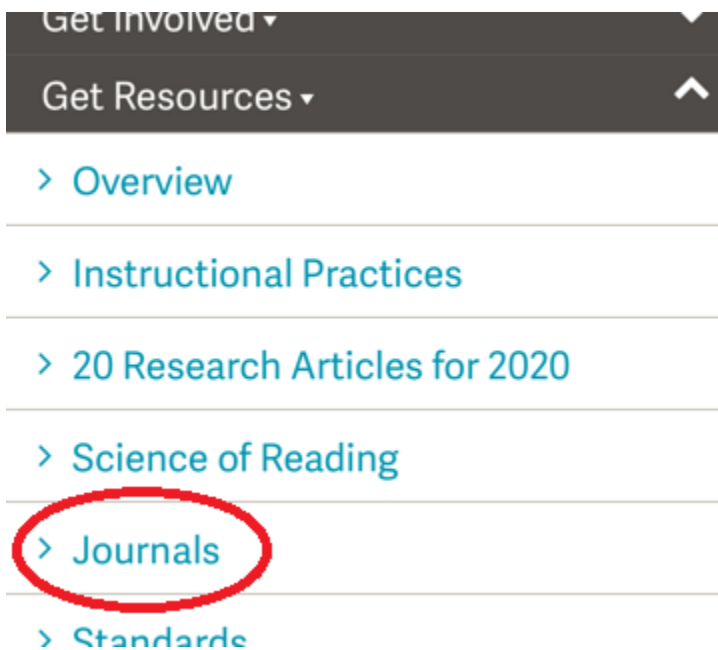 Get Involved
Get Resources
Overview
Instructional Practices
20 Research Articles for 2020
Science of Reading
Journals
Standards